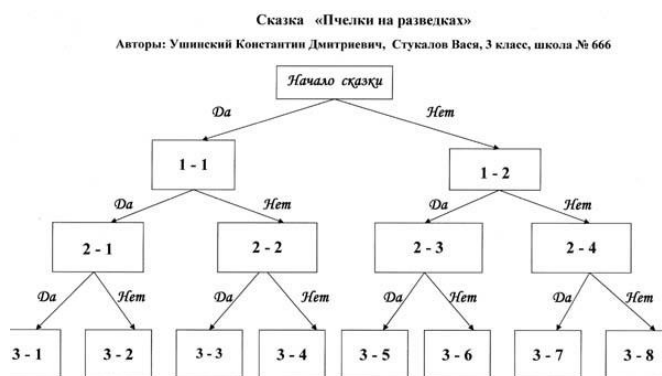 Сказка «Пчелки на разведках»
Авторы: Ушинский Константин Дмитриевич, Стукалов Вася, 3 класс, школа № 666
Начало сказки
Да Нет
1 - 1 1 - 2
Да Нет Да Нет
2 - 1 2 - 2 2 - 3 2 - 4
Да Нет Да Нет Да Нет Да Нет
3 - 1 3 - 2 3 - 3 3 - 4 3 - 5 3 - 6 3 - 7 3 - 8